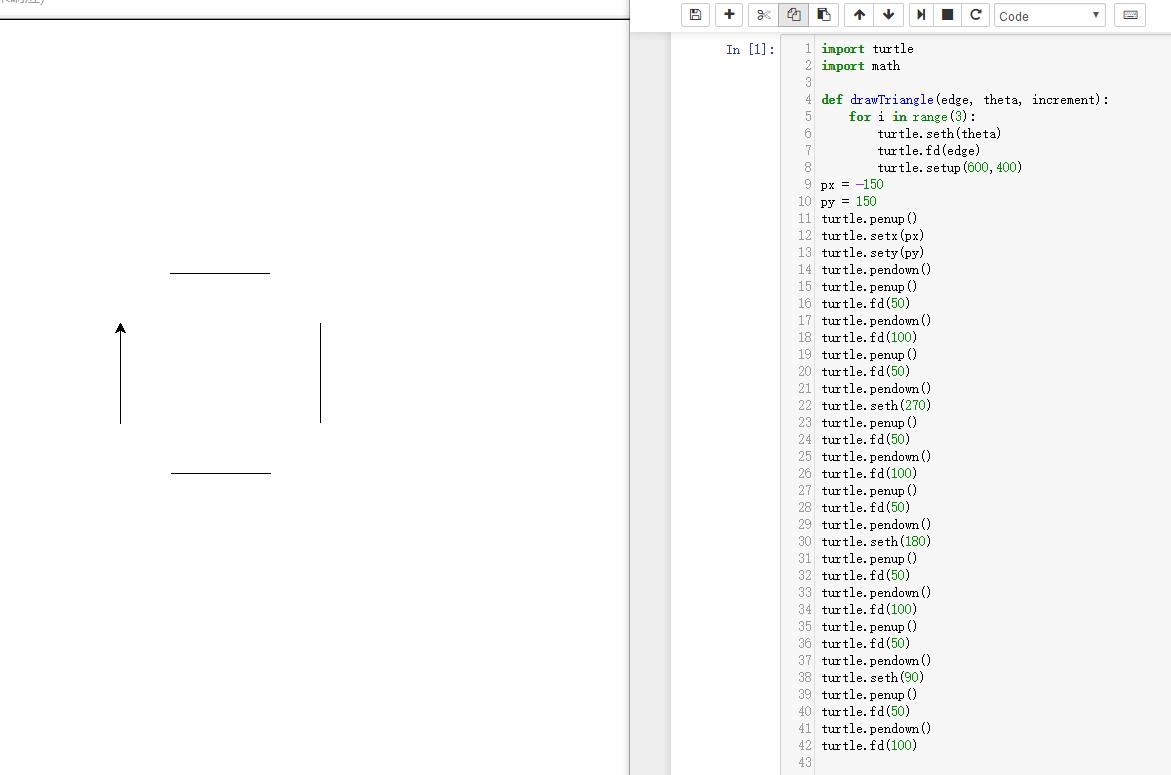 Code
In [1]:
1 import turtle
2 import math
3
4 def drawTriangle(edge, theta, increment):
5     for i in range(3):
6         turtle.seth(theta)
7         turtle.fd(edge)
8         turtle.setup(600,400)
9 px = -150
10 py = 150
11 turtle.penup()
12 turtle.setx(px)
13 turtle.sety(py)
14 turtle.pendown()
15 turtle.penup()
16 turtle.fd(50)
17 turtle.pendown()
18 turtle.fd(100)
19 turtle.penup()
20 turtle.fd(50)
21 turtle.pendown()
22 turtle.seth(270)
23 turtle.penup()
24 turtle.fd(50)
25 turtle.pendown()
26 turtle.fd(100)
27 turtle.penup()
28 turtle.fd(50)
29 turtle.pendown()
30 turtle.seth(180)
31 turtle.penup()
32 turtle.fd(50)
33 turtle.pendown()
34 turtle.fd(100)
35 turtle.penup()
36 turtle.fd(50)
37 turtle.pendown()
38 turtle.seth(90)
39 turtle.penup()
40 turtle.fd(50)
41 turtle.pendown()
42 turtle.fd(100)
43